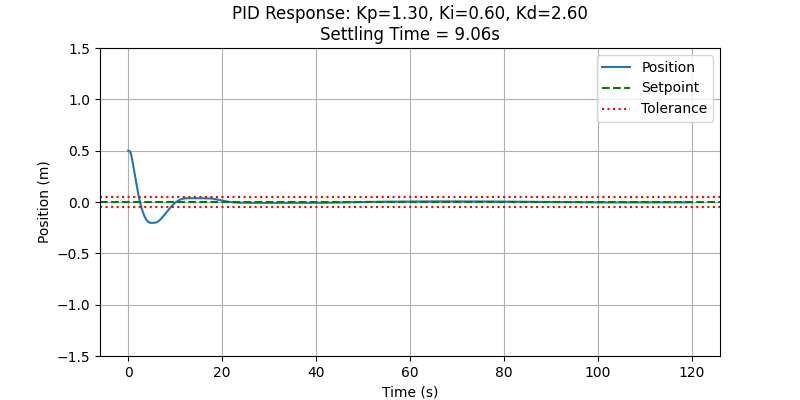 PID Response: Kp=1.30, Ki=0.60, Kd=2.60
Settling Time = 9.06s
1.5
1.0
0.5
0.0
−0.5
−1.0
−1.5
Position (m)
Position
Setpoint
Tolerance
0 20 40 60 80 100 120
Time (s)